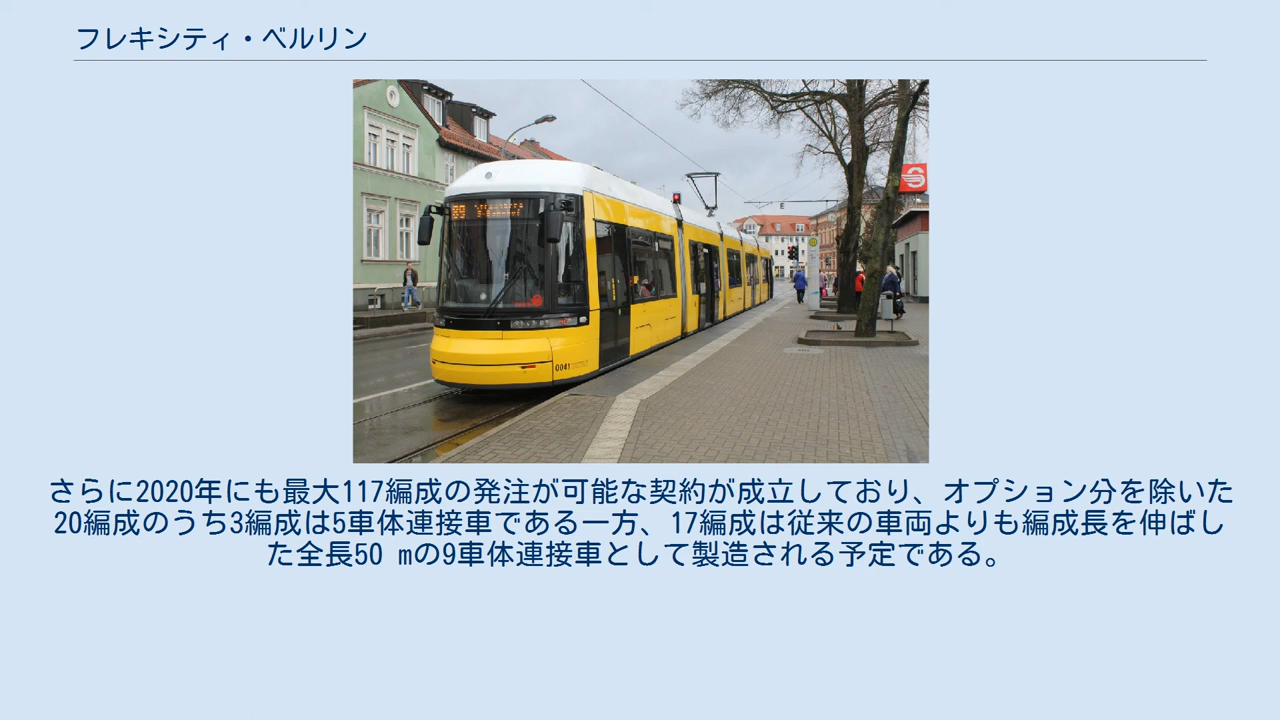 フレキシティ・ベルリン
89
0041
さらに2020年にも最大117編成の発注が可能な契約が成立しており、オプション分を除いた
20編成のうち3編成は5車体連接車である一方、17編成は従来の車両よりも編成長を伸ばし
た全長50 mの9車体連接車として製造される予定である。